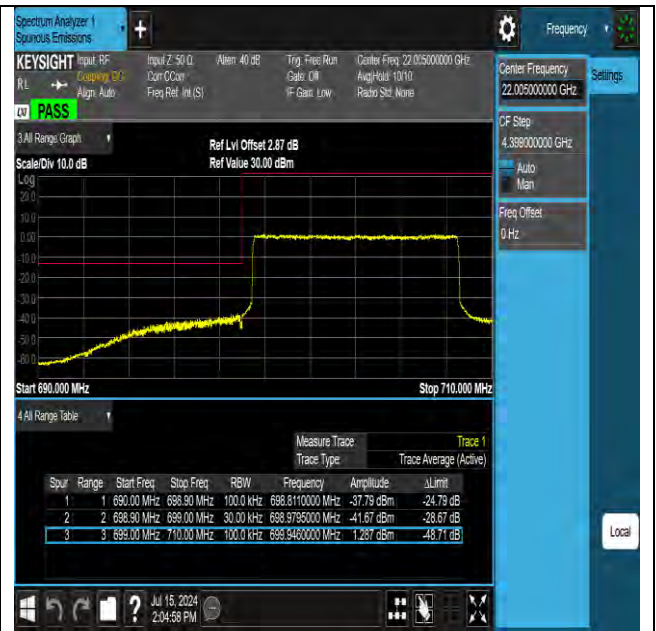 Spectrum Analyzer 1
Spurious Emissions
+
Frequency
KEYSIGHT Input: RF Input Z: 50 Ω Atten: 40 dB Trig: Free Run Center Freq: 22.005000000 GHz
RL Coupling: DC Corr CCorr Gate: Off Avg|Hold: 10/10
Align: Auto Freq Ref: Int (S) IF Gain: Low Radio Std: None
LXI PASS
Center Frequency
22.005000000 GHz
Settings
CF Step
4.399000000 GHz
Auto
Man
Freq Offset
0 Hz
3 All Range Graph
Ref Lvl Offset 2.87 dB
Scale/Div 10.0 dB Ref Value 30.00 dBm
Log
20.0
10.0
0.00
-10.0
-20.0
-30.0
-40.0
-50.0
-60.0
Start 690.000 MHz Stop 710.000 MHz
4 All Range Table
Measure Trace Trace 1
Trace Type Trace Average (Active)
Spur Range Start Freq Stop Freq RBW Frequency Amplitude ΔLimit
1 1 690.00 MHz 698.90 MHz 100.0 kHz 698.8110000 MHz -37.79 dBm -24.79 dB
2 2 698.90 MHz 699.00 MHz 30.00 kHz 698.9795000 MHz -41.67 dBm -28.67 dB
3 3 699.00 MHz 710.00 MHz 100.0 kHz 699.9460000 MHz 1.287 dBm -48.71 dB
Local
? Jul 15, 2024
2:04:58 PM